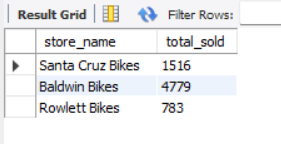 Result Grid Filter Rows:
store_name total_sold
Santa Cruz Bikes 1516
Baldwin Bikes 4779
Rowlett Bikes 783